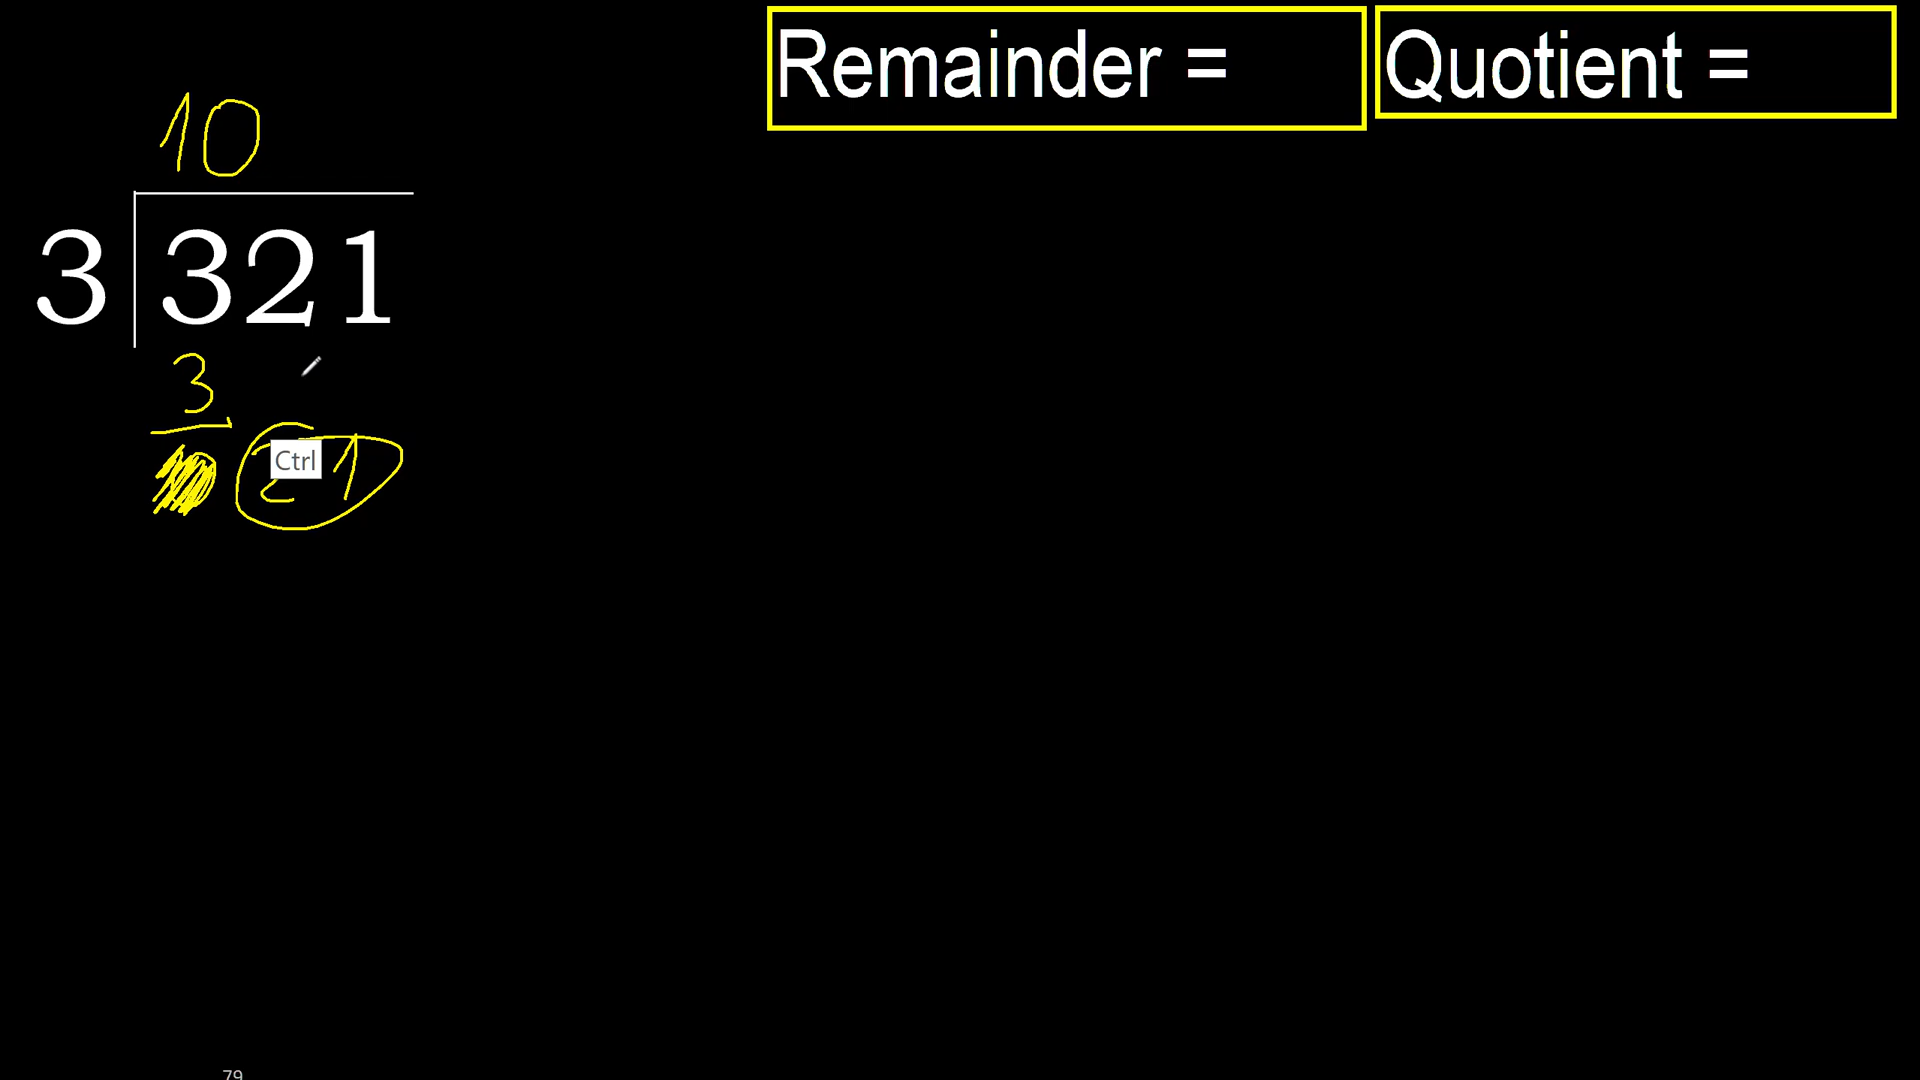 Remainder = Quotient =
10
3 321
3
21
Ctrl
79